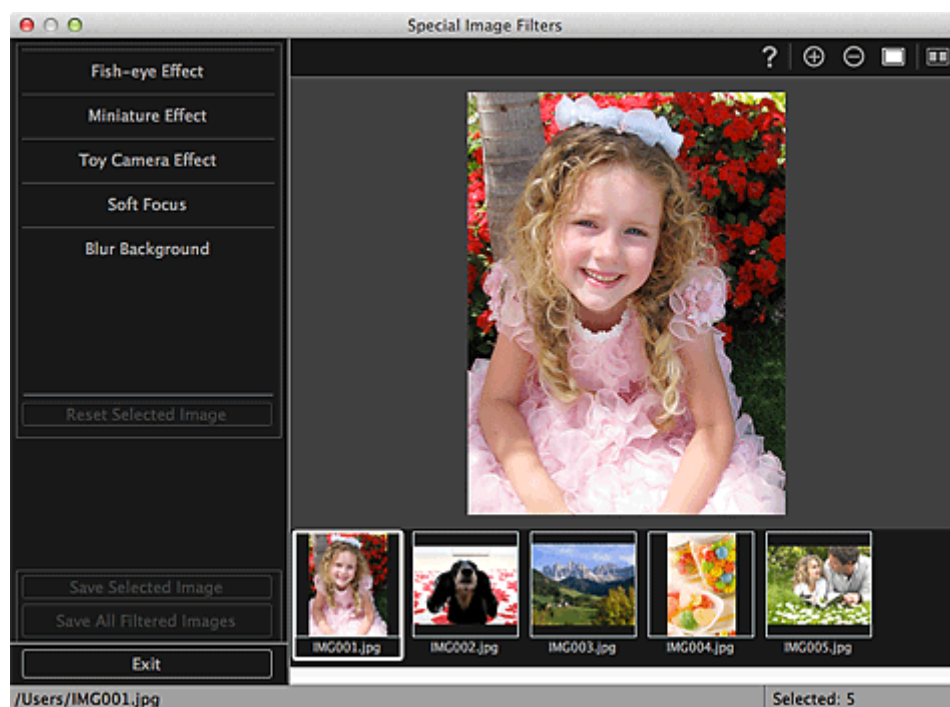 Special Image Filters
Fish-eye Effect
Miniature Effect
Toy Camera Effect
Soft Focus
Blur Background
Reset Selected Image
Save Selected Image
Save All Filtered Images
Exit
?
IMG001.jpg
IMG002.jpg
IMG003.jpg
IMG004.jpg
IMG005.jpg
/Users/IMG001.jpg
Selected: 5